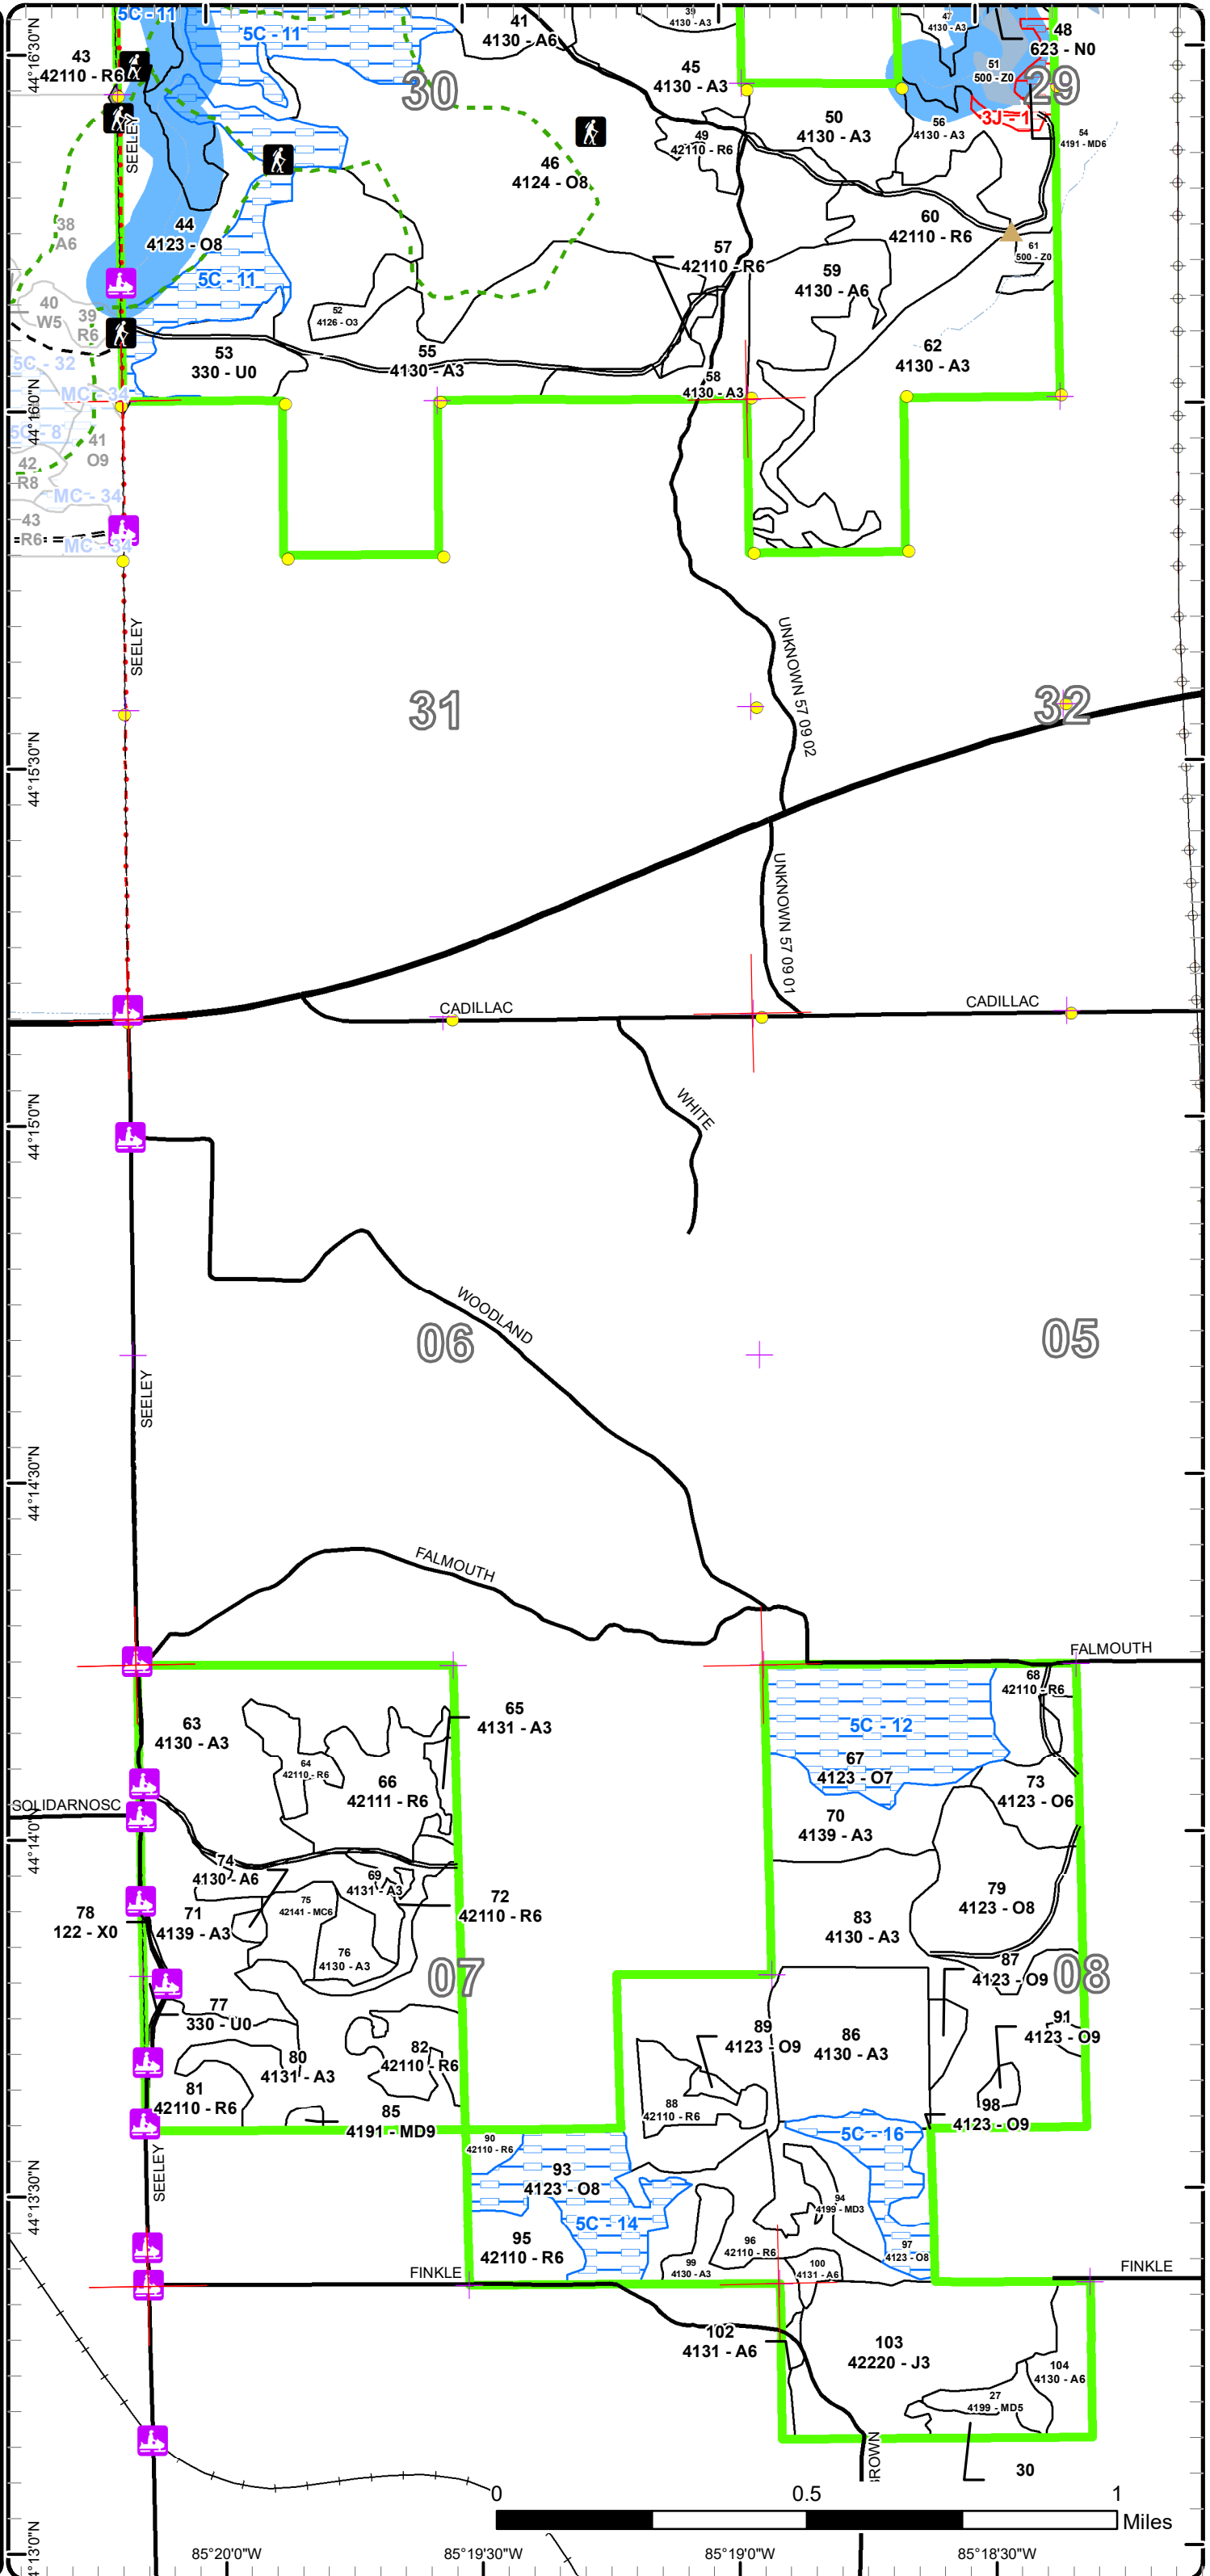 5C - 11
5C - 11
41
4130 - A6
39
4130 - A3
47
4130 - A3
48
623 - N0
43
42110 - R6
30
45
4130 - A3
51
500 - Z0
29
44°16'30"N
3J - 1
50
4130 - A3
56
4130 - A3
54
4191 - MD6
49
42110 - R6
SEELEY
46
4124 - O8
38
A6
44
4123 - O8
60
42110 - R6
57
42110 - R6
61
500 - Z0
59
4130 - A6
5C - 11
40
W5
39
R6
52
4126 - O3
53
330 - U0
55
4130 - A3
62
4130 - A3
5C - 32
58
4130 - A3
MC - 34
44°16'0"N
5C - 8
41
O9
42
R8
MC - 34
43
R6
MC - 34
SEELEY
UNKNOWN 57 09 02
31
32
44°15'30"N
UNKNOWN 57 09 01
CADILLAC
CADILLAC
WHITE
44°15'0"N
WOODLAND
06
05
SEELEY
44°14'30"N
FALMOUTH
FALMOUTH
68
42110 - R6
63
4130 - A3
65
4131 - A3
5C - 12
64
42110 - R6
66
42111 - R6
67
4123 - O7
73
4123 - O6
SOLIDARNOSC
70
4139 - A3
44°14'0"N
74
4130 - A6
69
4131 - A3
75
42141 - MC6
72
42110 - R6
79
4123 - O8
78
122 - X0
71
4139 - A3
83
4130 - A3
76
4130 - A3
07
87
4123 - O9
08
77
330 - U0
91
4123 - O9
89
4123 - O9
86
4130 - A3
82
42110 - R6
80
4131 - A3
81
42110 - R6
88
42110 - R6
98
4123 - O9
85
4191 - MD9
5C - 16
90
42110 - R6
SEELEY
93
4123 - O8
44°13'30"N
94
4199 - MD3
5C - 14
95
42110 - R6
96
42110 - R6
97
4123 - O8
99
4130 - A3
100
4131 - A6
FINKLE
FINKLE
102
4131 - A6
103
42220 - J3
104
4130 - A6
27
4199 - MD5
BROWN
30
0 0.5 1
Miles
44°13'0"N
85°20'0"W 85°19'30"W 85°19'0"W 85°18'30"W